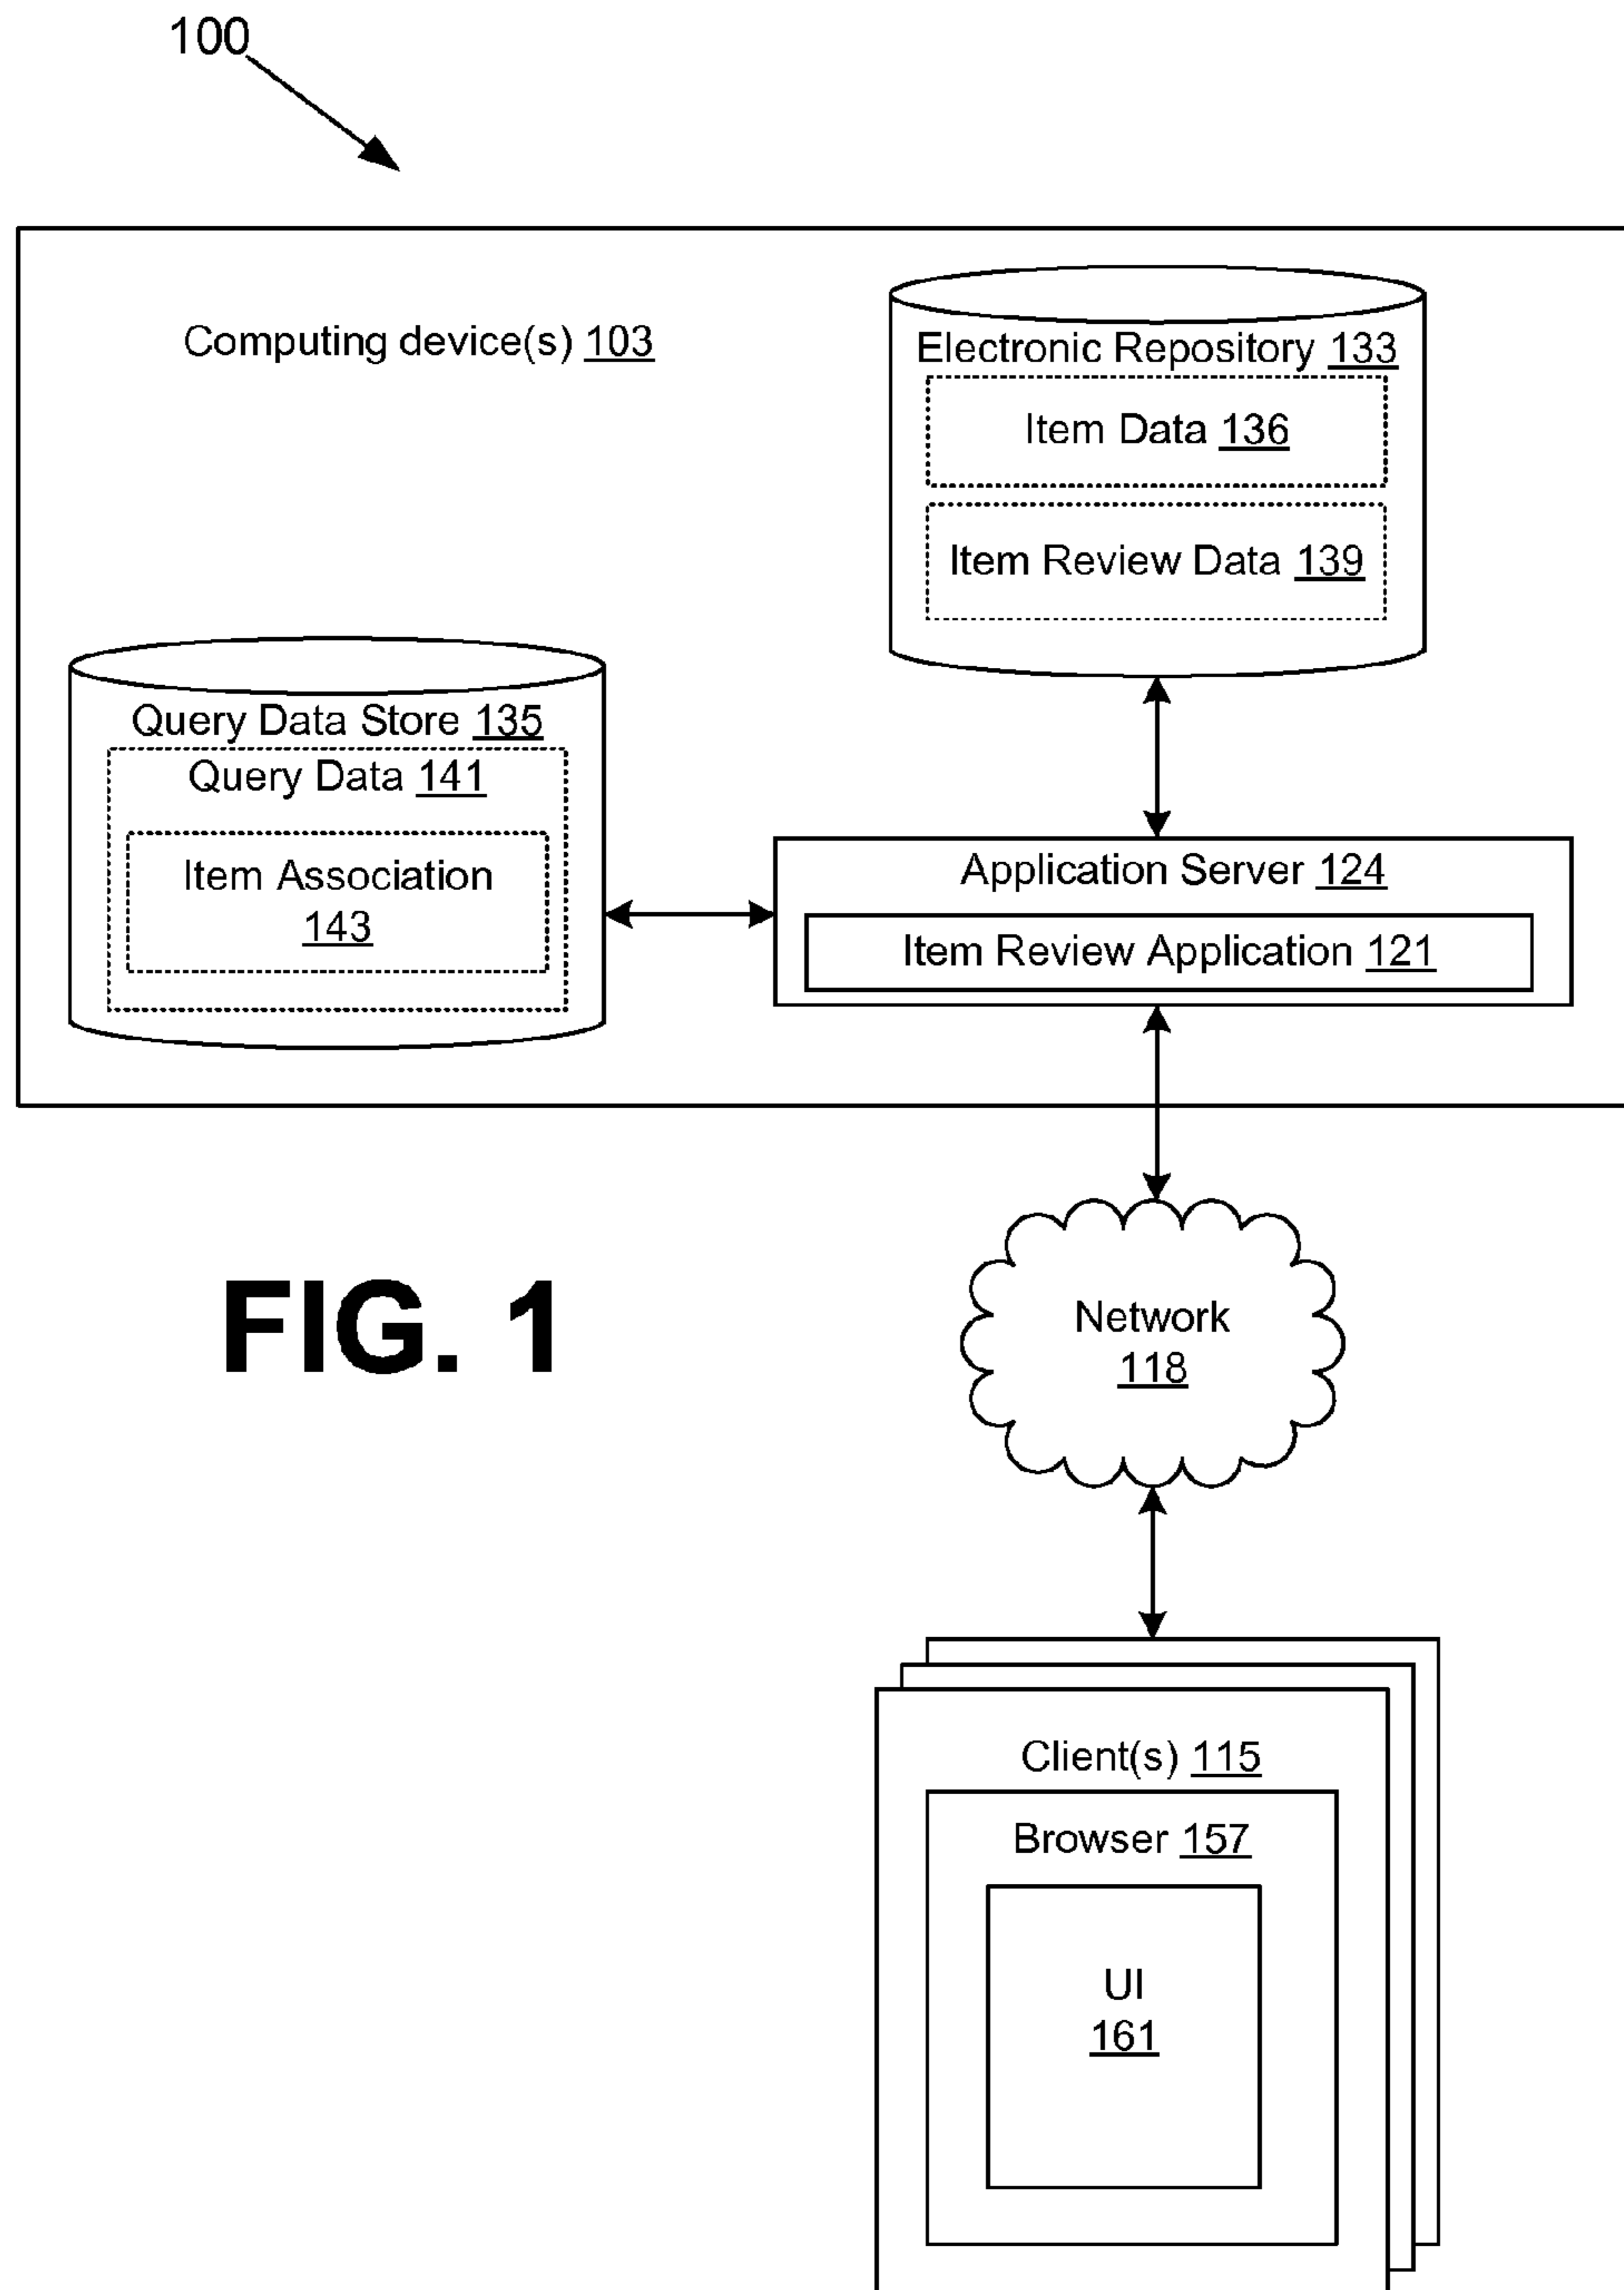 100
Computing device(s) 103
Electronic Repository 133
Item Data 136
Item Review Data 139
Query Data Store 135
Query Data 141
Item Association
143
Application Server 124
Item Review Application 121
FIG. 1
Network
118
Client(s) 115
Browser 157
UI
161